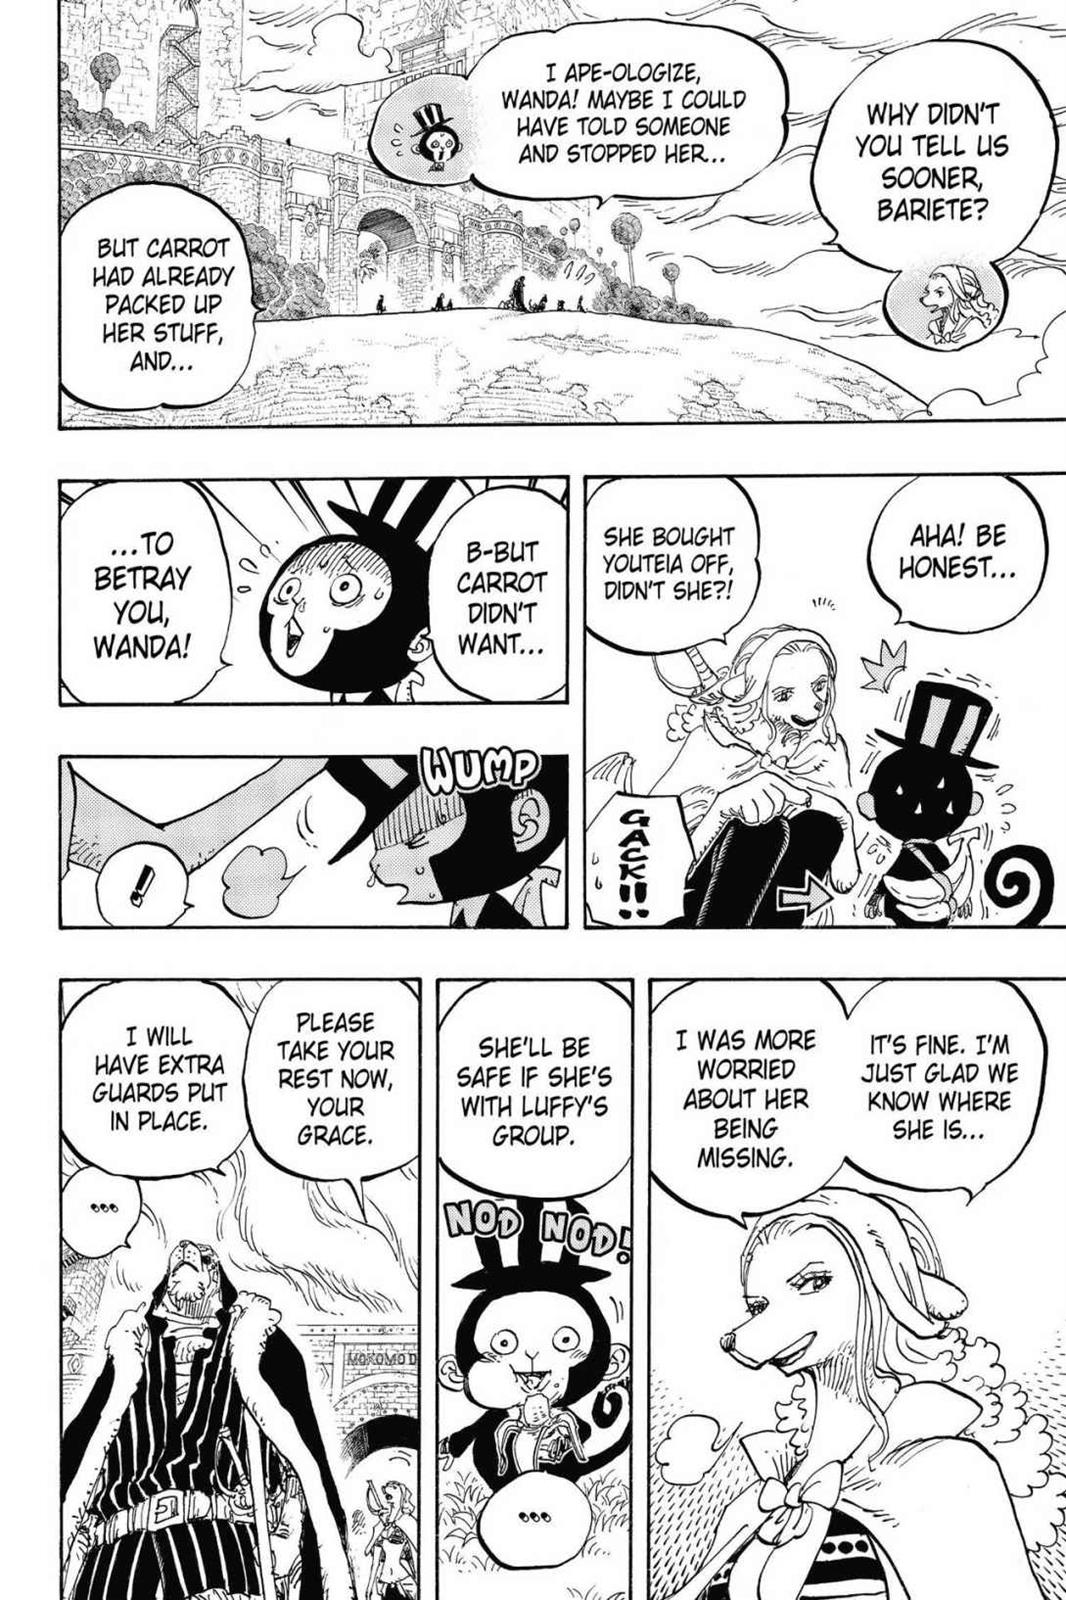 WHY DIDN'T
YOU TELL US
SOONER,
BARIETE?
I APE-OLOGIZE,
WANDA! MAYBE I COULD
HAVE TOLD SOMEONE
AND STOPPED HER...
BUT CARROT
HAD ALREADY
PACKED UP
HER STUFF,
AND...
AHA! BE
HONEST...
SHE BOUGHT
YOUTEIA OFF,
DIDN'T SHE?!
GACK!!
B-BUT
CARROT
DIDN'T
WANT...
...TO
BETRAY
YOU,
WANDA!
WUMP
!
IT'S FINE. I'M
JUST GLAD WE
KNOW WHERE
SHE IS...
I WAS MORE
WORRIED
ABOUT HER
BEING
MISSING.
SHE'LL BE
SAFE IF SHE'S
WITH LUFFY'S
GROUP.
NOD NOD!
...
PLEASE
TAKE YOUR
REST NOW,
YOUR
GRACE.
I WILL
HAVE EXTRA
GUARDS PUT
IN PLACE.
...
MOKOMO D